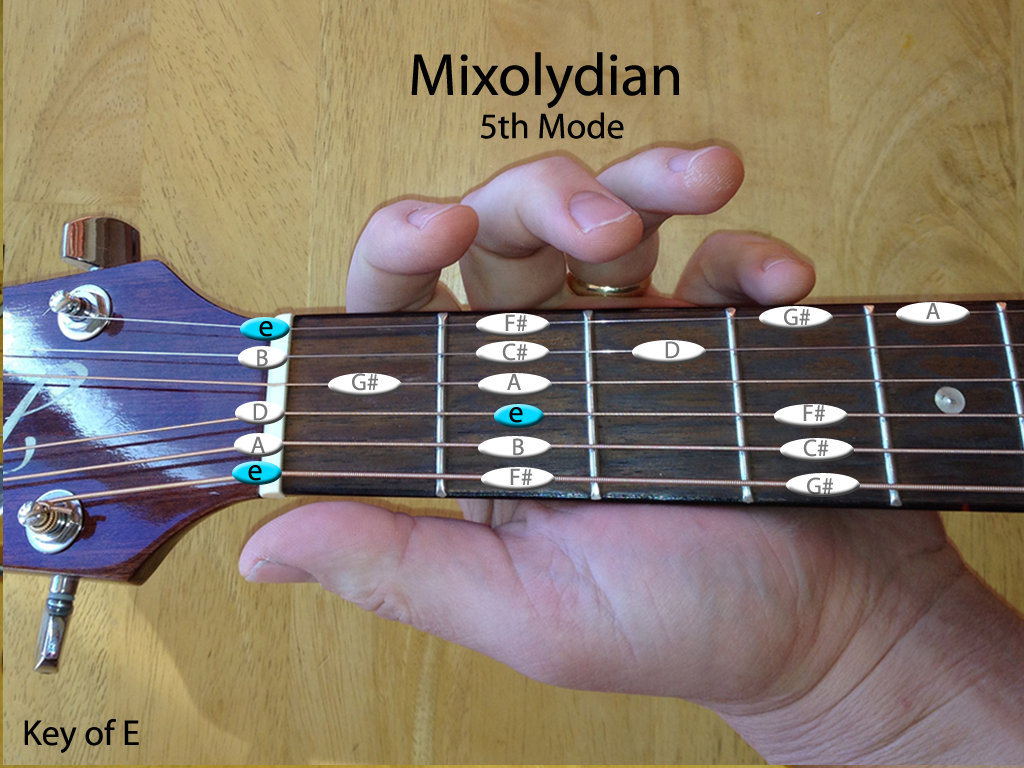 Mixolydian
5th Mode
e F# G# A
B C# D
G# A
D e F#
A B C#
e F# G#
Key of E